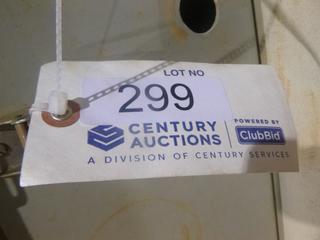 LOT NO
299
CENTURY
AUCTIONS
POWERED BY
ClubBid
A DIVISION OF CENTURY SERVICES